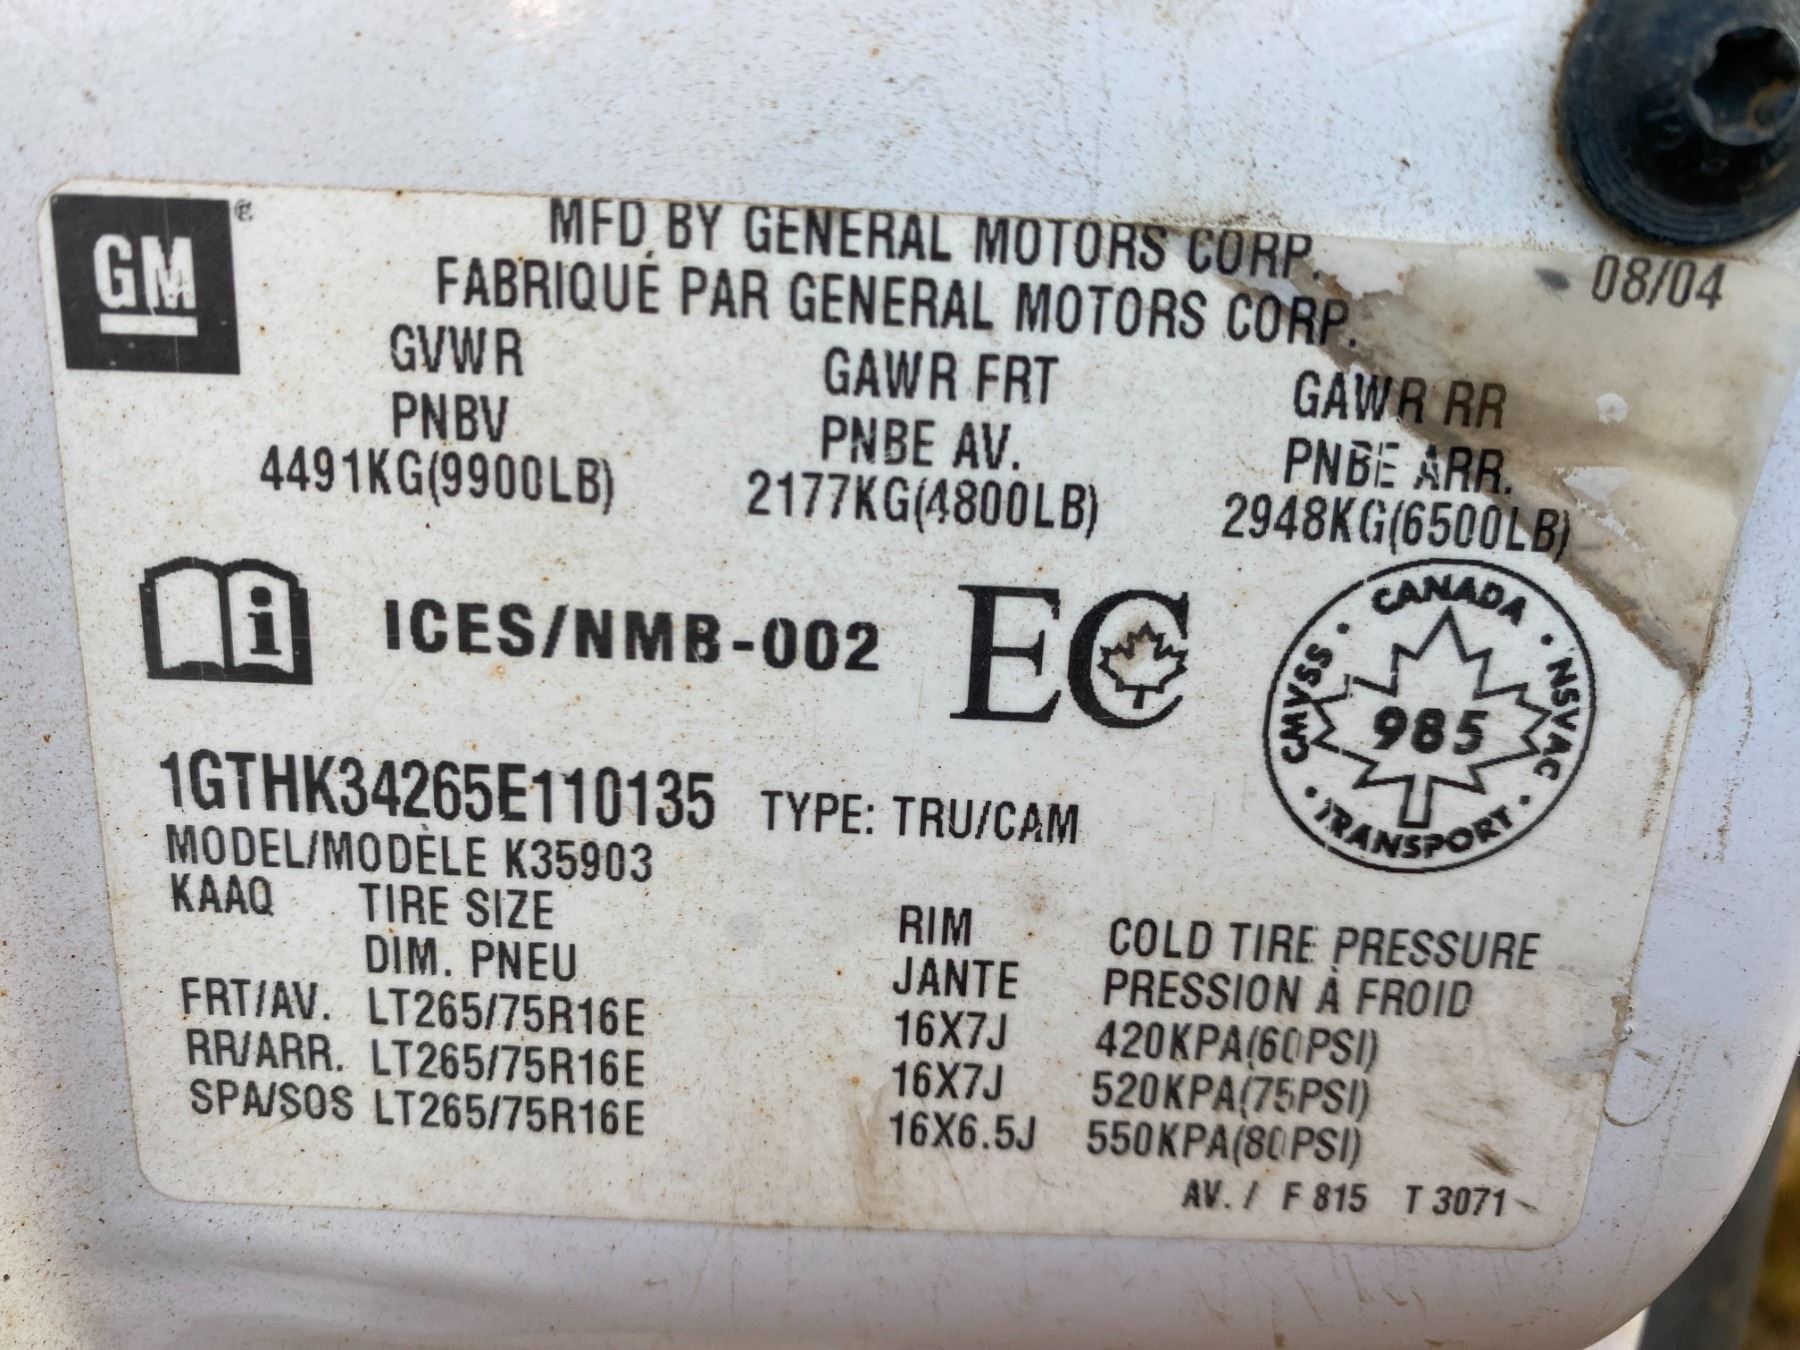 GM®
MFD BY GENERAL MOTORS CORP.
08/04
FABRIQUÉ PAR GENERAL MOTORS CORP.
GVWR GAWR FRT GAWR RR
PNBV PNBE AV. PNBE ARR.
4491KG(9900LB) 2177KG(4800LB) 2948KG(6500LB)
i ICES/NMB-002 EC
CANADA · NSVAC · TRANSPORT · CMVSS ·
985
1GTHK34265E110135 TYPE: TRU/CAM
MODEL/MODÈLE K35903
KAAQ TIRE SIZE RIM COLD TIRE PRESSURE
DIM. PNEU JANTE PRESSION À FROID
FRT/AV. LT265/75R16E 16X7J 420KPA(60PSI)
RR/ARR. LT265/75R16E 16X7J 520KPA(75PSI)
SPA/SOS LT265/75R16E 16X6.5J 550KPA(80PSI)
AV. / F 815 T 3071